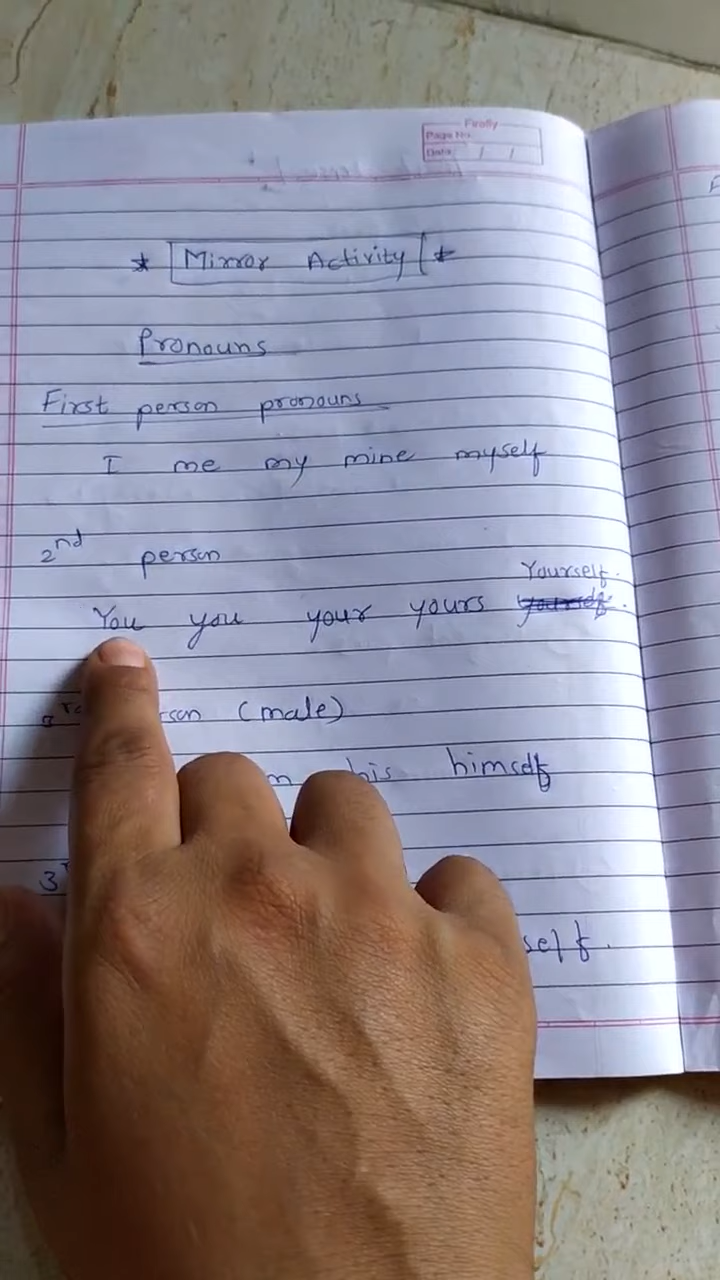 Firefly
Page No.
Date / /
* Mirror Activity *
Pronouns
First person pronouns
I me my mine myself
2nd person
Yourself.
You you your yours
(male)
his himself
3
self.